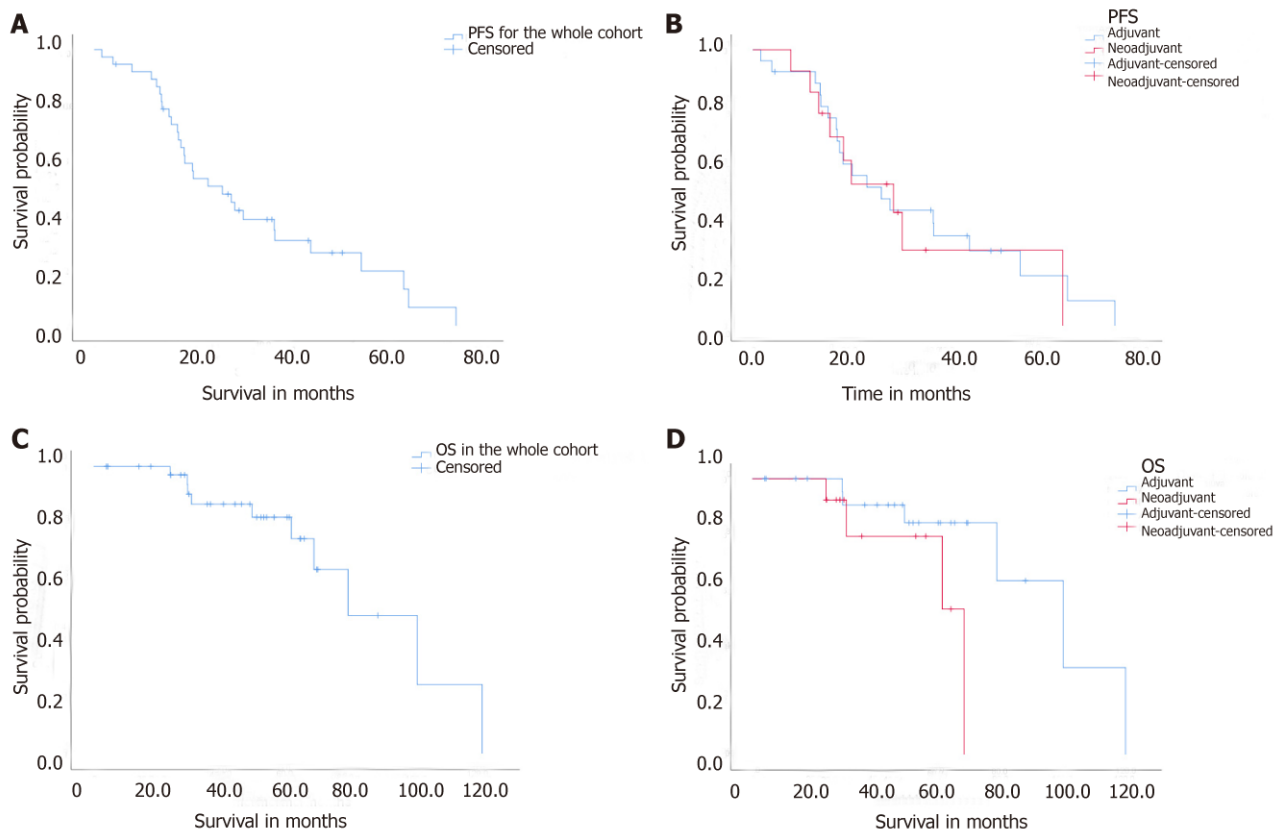 A
PFS for the whole cohort
Censored
Survival probability
1.0
0.8
0.6
0.4
0.2
0.0
0 20.0 40.0 60.0 80.0
Survival in months
B
PFS
Adjuvant
Neoadjuvant
Adjuvant-censored
Neoadjuvant-censored
Survival probability
1.0
0.8
0.6
0.4
0.2
0.0
0.0 20.0 40.0 60.0 80.0
Time in months
C
OS in the whole cohort
Censored
Survival probability
1.0
0.8
0.6
0.4
0.2
0.0
0 20.0 40.0 60.0 80.0 100.0 120.0
Survival in months
D
OS
Adjuvant
Neoadjuvant
Adjuvant-censored
Neoadjuvant-censored
Survival probability
1.0
0.8
0.6
0.4
0.2
0.0
0 20.0 40.0 60.0 80.0 100.0 120.0
Survival in months